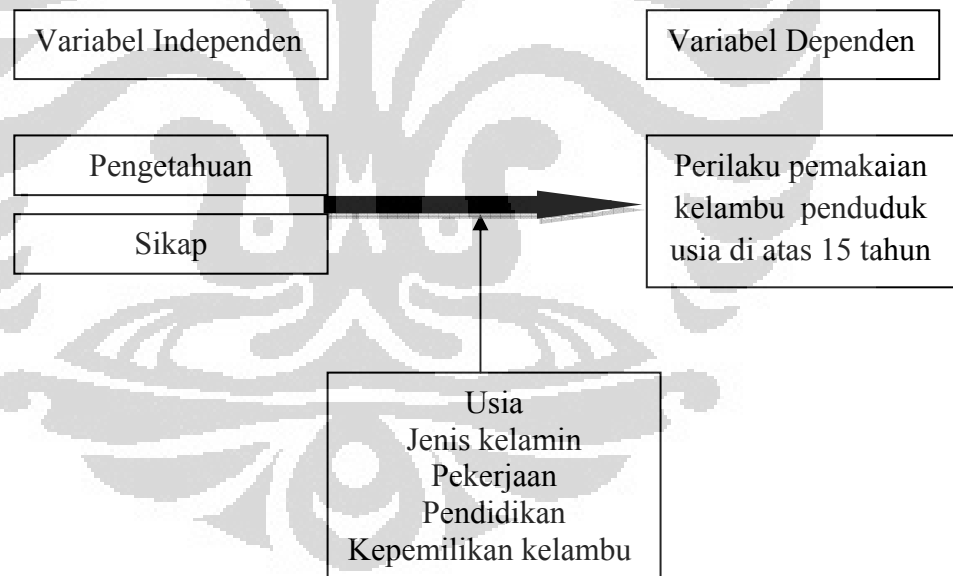 Variabel Independen
Variabel Dependen
Pengetahuan
Sikap
Perilaku pemakaian
kelambu penduduk
usia di atas 15 tahun
Usia
Jenis kelamin
Pekerjaan
Pendidikan
Kepemilikan kelambu